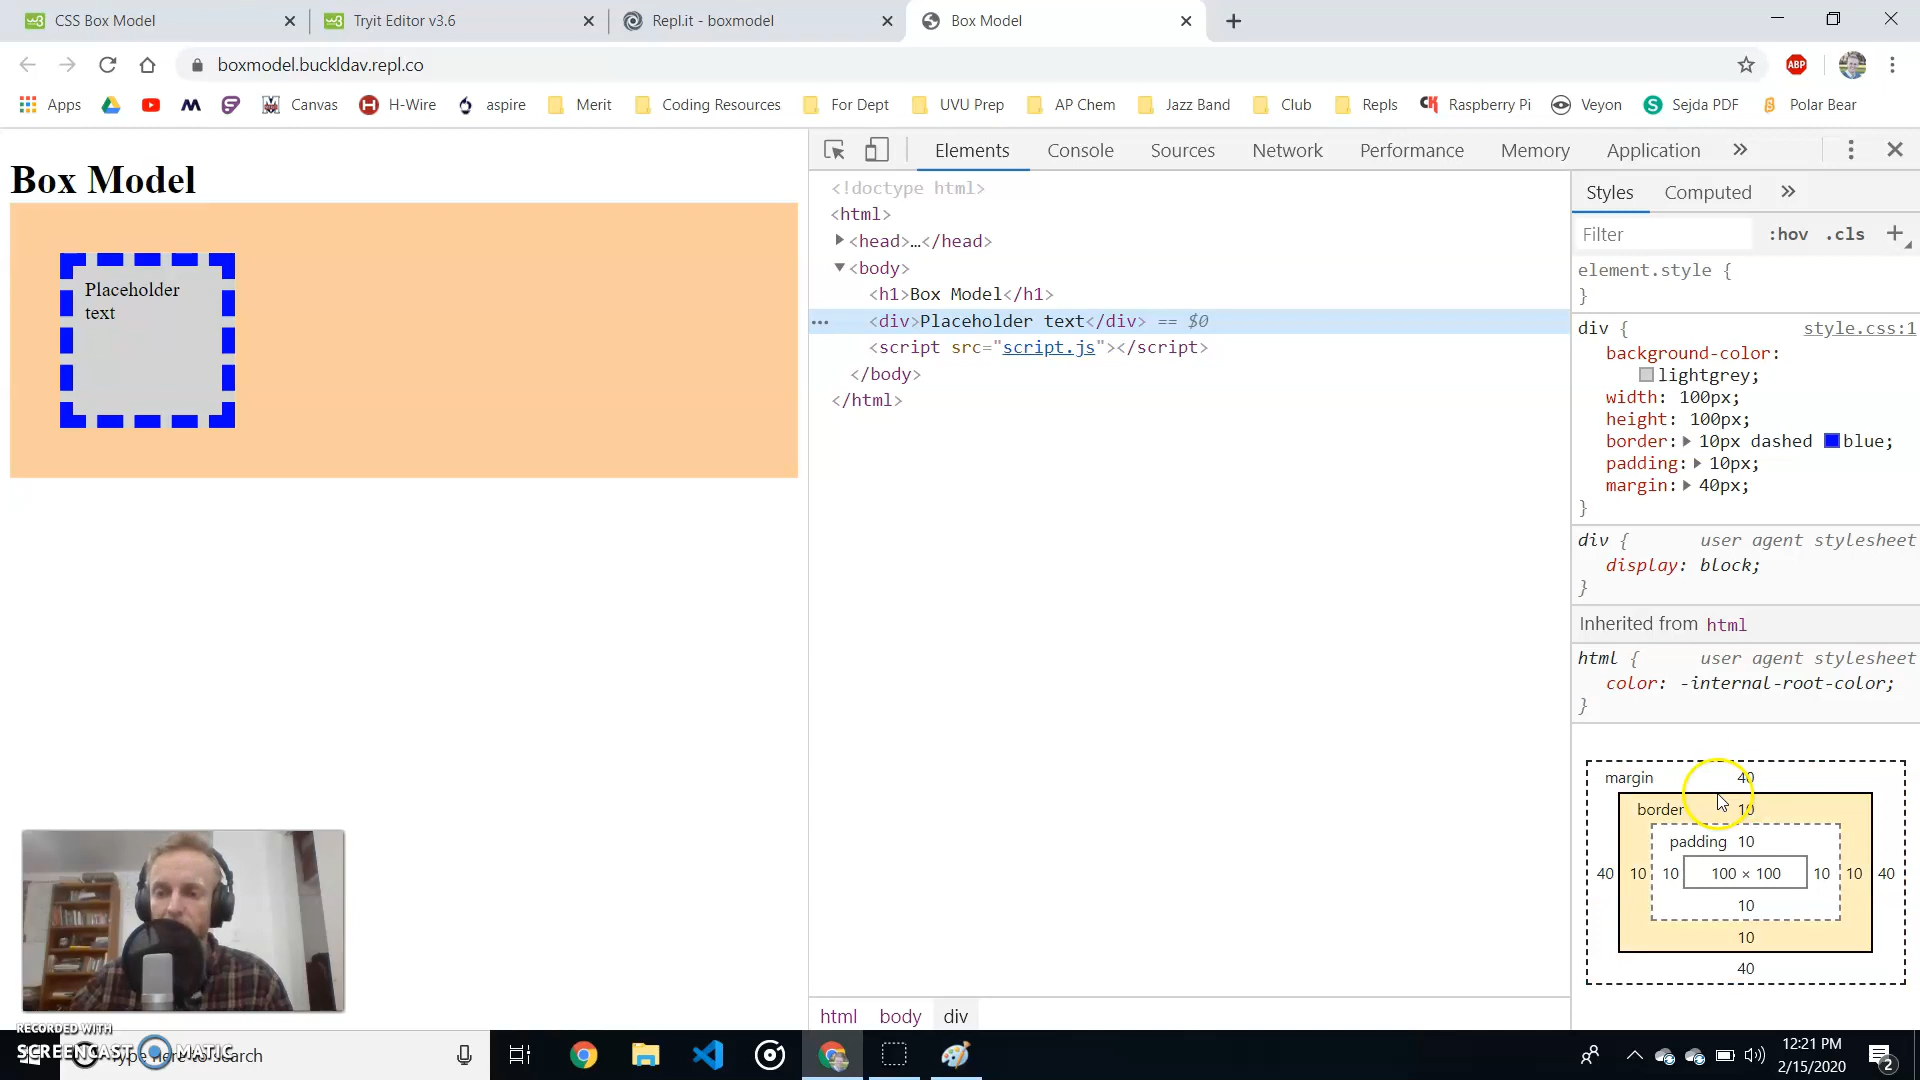 CSS Box Model
Tryit Editor v3.6
Repl.it - boxmodel
Box Model
boxmodel.buckldav.repl.co
ABP
Apps
Canvas
H-Wire
aspire
Merit
Coding Resources
For Dept
UVU Prep
AP Chem
Jazz Band
Club
Repls
Raspberry Pi
Veyon
Sejda PDF
Polar Bear
Box Model
Placeholder
text
Elements
Console
Sources
Network
Performance
Memory
Application
<!doctype html>
<html>
<head>…</head>
<body>
<h1>Box Model</h1>
<div>Placeholder text</div> == $0
<script src="script.js"></script>
</body>
</html>
html body div
Styles
Computed
Filter
:hov .cls
element.style {
}
div { style.css:1
background-color:
lightgrey;
width: 100px;
height: 100px;
border: 10px dashed blue;
padding: 10px;
margin: 40px;
}
div { user agent stylesheet
display: block;
}
Inherited from html
html { user agent stylesheet
color: -internal-root-color;
}
margin 40
border 10
padding 10
40 10 10 100 × 100 10 10 40
10
10
40
RECORDED WITH
SCREENCAST MATIC
Type here to search
12:21 PM
2/15/2020
2